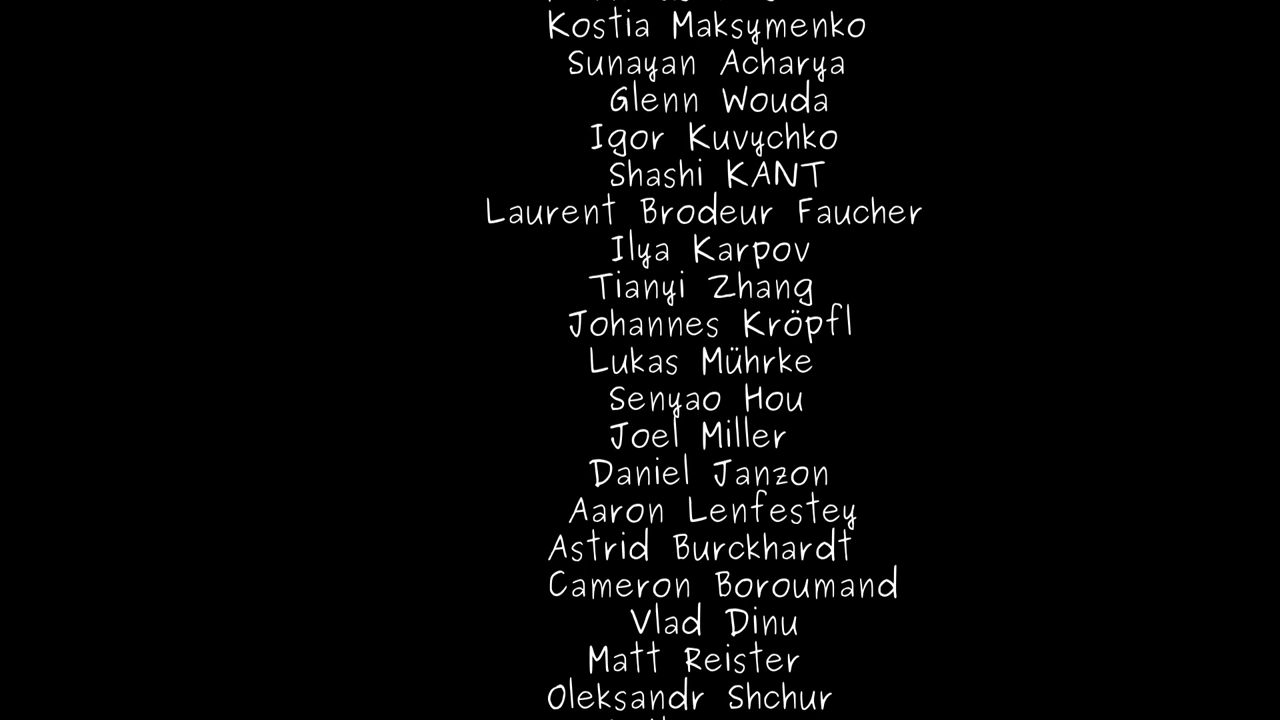 Kostia Maksymenko
Sunayan Acharya
Glenn Wouda
Igor Kuvychko
Shashi KANT
Laurent Brodeur Faucher
Ilya Karpov
Tianyi Zhang
Johannes Kröpfl
Lukas Mührke
Senyao Hou
Joel Miller
Daniel Janzon
Aaron Lenfestey
Astrid Burckhardt
Cameron Boroumand
Vlad Dinu
Matt Reister
Oleksandr Shchur